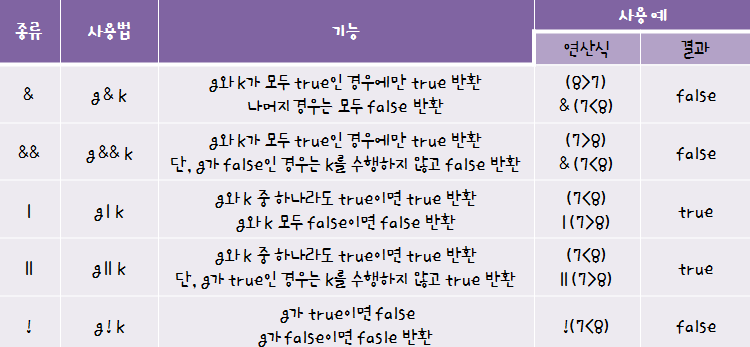 종류 사용법 기능 사용 예
연산식 결과
& g & k g와 k가 모두 true인 경우에만 true 반환
나머지 경우는 모두 false 반환 (8>7)
& (7<8) false
&& g && k g와 k가 모두 true인 경우에만 true 반환
단, g가 false인 경우는 k를 수행하지 않고 false 반환 (7>8)
& (7<8) false
| g | k g와 k 중 하나라도 true이면 true 반환
g와 k 모두 false이면 false 반환 (7<8)
| (7>8) true
|| g || k g와 k 중 하나라도 true이면 true 반환
단, g가 true인 경우는 k를 수행하지 않고 true 반환 (7<8)
|| (7>8) true
! g ! k g가 true이면 false
g가 false이면 fasle 반환 !(7<8) false